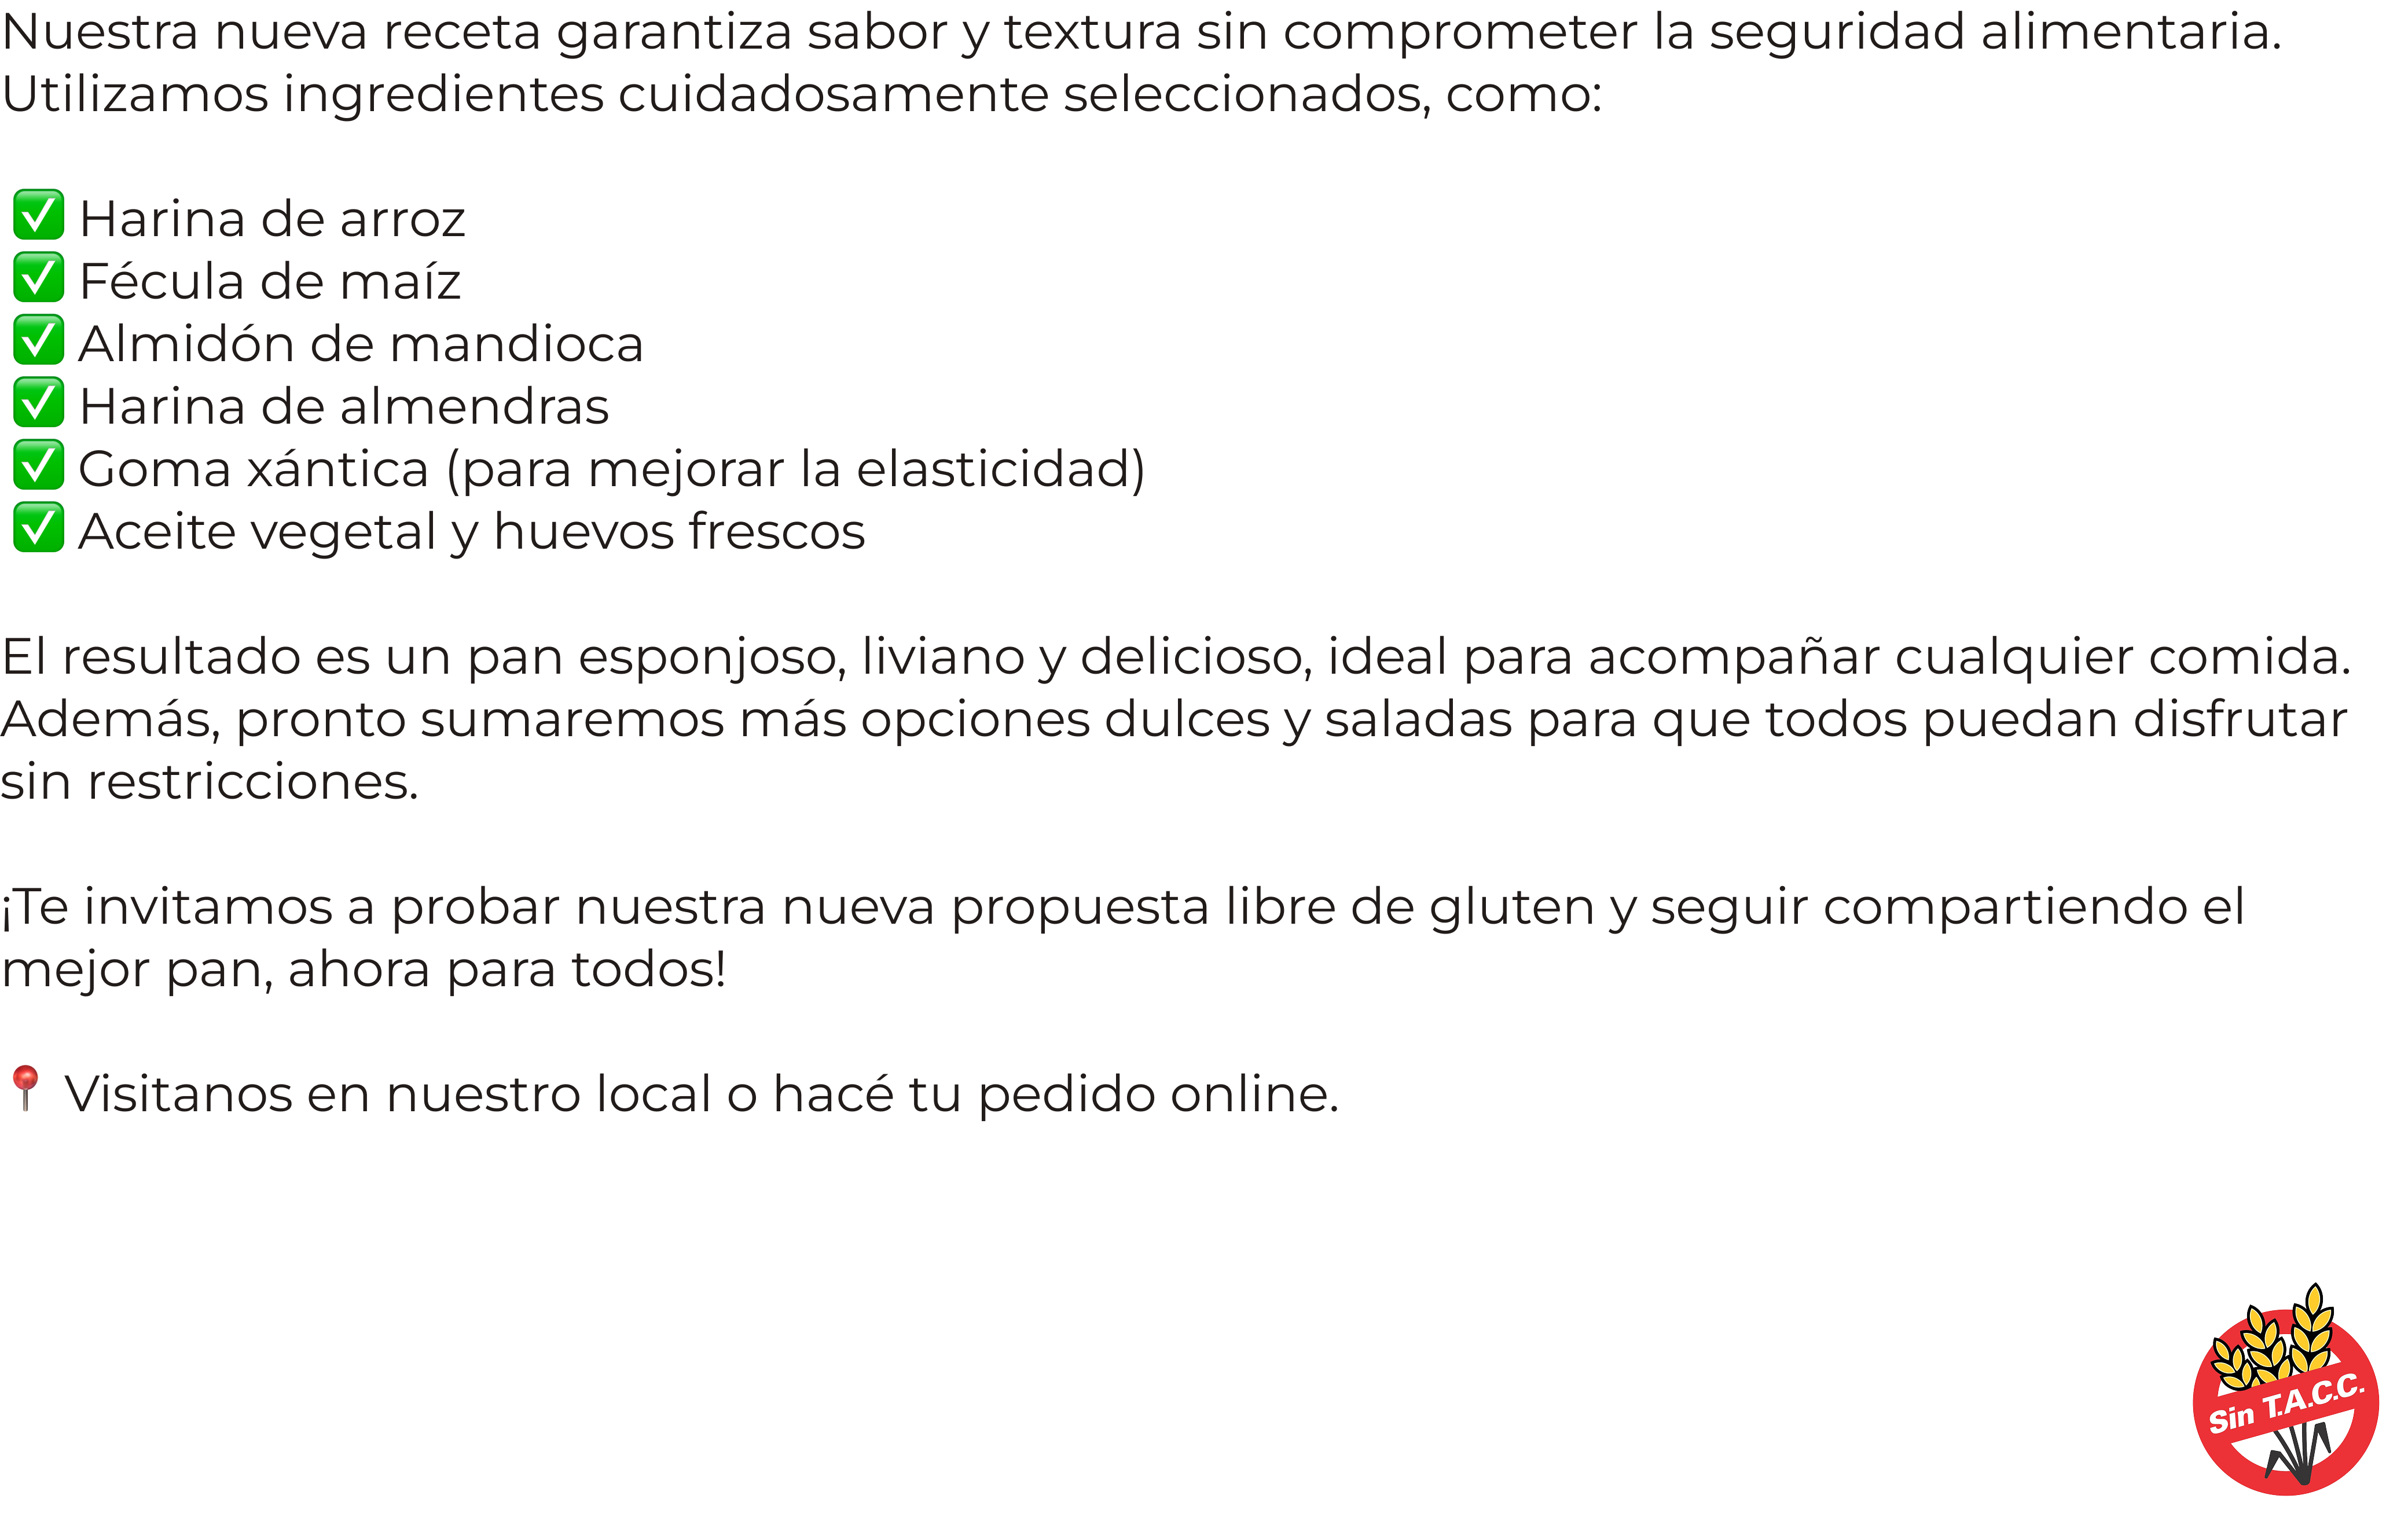 Nuestra nueva receta garantiza sabor y textura sin comprometer la seguridad alimentaria.
Utilizamos ingredientes cuidadosamente seleccionados, como:
✅ Harina de arroz
✅ Fécula de maíz
✅ Almidón de mandioca
✅ Harina de almendras
✅ Goma xántica (para mejorar la elasticidad)
✅ Aceite vegetal y huevos frescos
El resultado es un pan esponjoso, liviano y delicioso, ideal para acompañar cualquier comida.
Además, pronto sumaremos más opciones dulces y saladas para que todos puedan disfrutar
sin restricciones.
¡Te invitamos a probar nuestra nueva propuesta libre de gluten y seguir compartiendo el
mejor pan, ahora para todos!
📍 Visitanos en nuestro local o hacé tu pedido online.
Sin T.A.C.C.